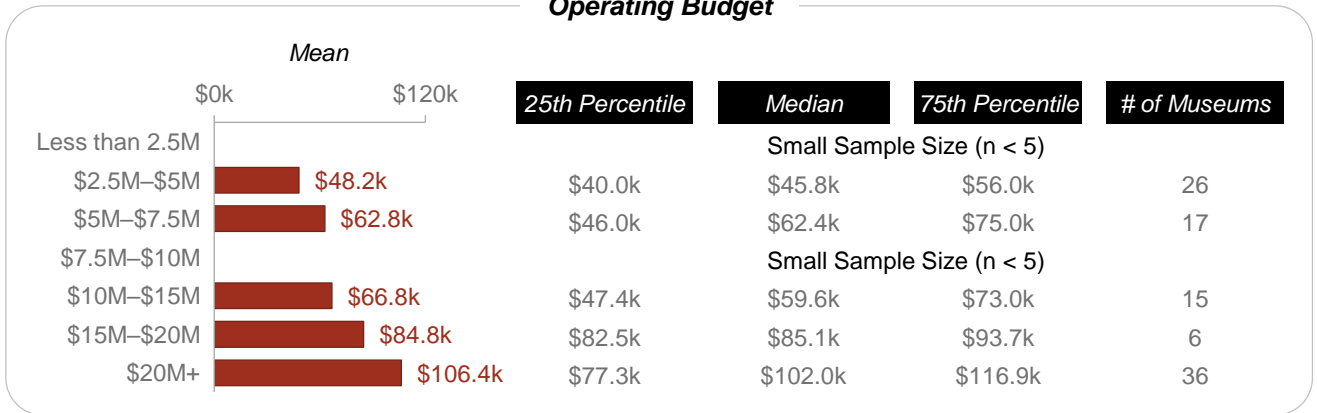 Operating Budget
Mean
$0k $120k 25th Percentile Median 75th Percentile # of Museums
Less than 2.5M Small Sample Size (n < 5)
$2.5M–$5M $48.2k $40.0k $45.8k $56.0k 26
$5M–$7.5M $62.8k $46.0k $62.4k $75.0k 17
$7.5M–$10M Small Sample Size (n < 5)
$10M–$15M $66.8k $47.4k $59.6k $73.0k 15
$15M–$20M $84.8k $82.5k $85.1k $93.7k 6
$20M+ $106.4k $77.3k $102.0k $116.9k 36